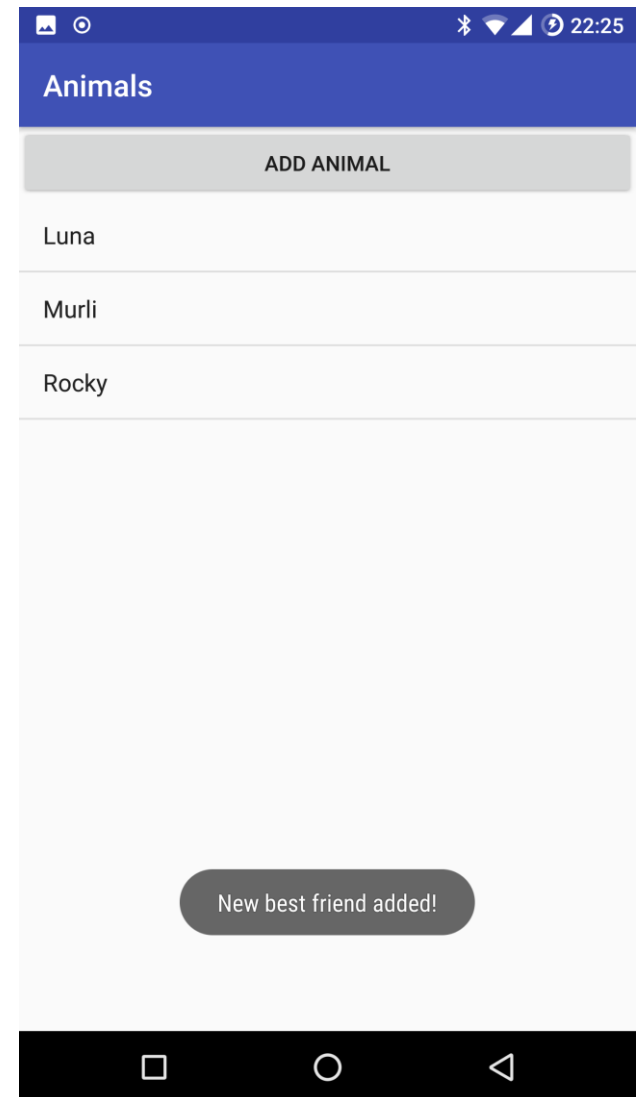 22:25
Animals
ADD ANIMAL
Luna
Murli
Rocky
New best friend added!